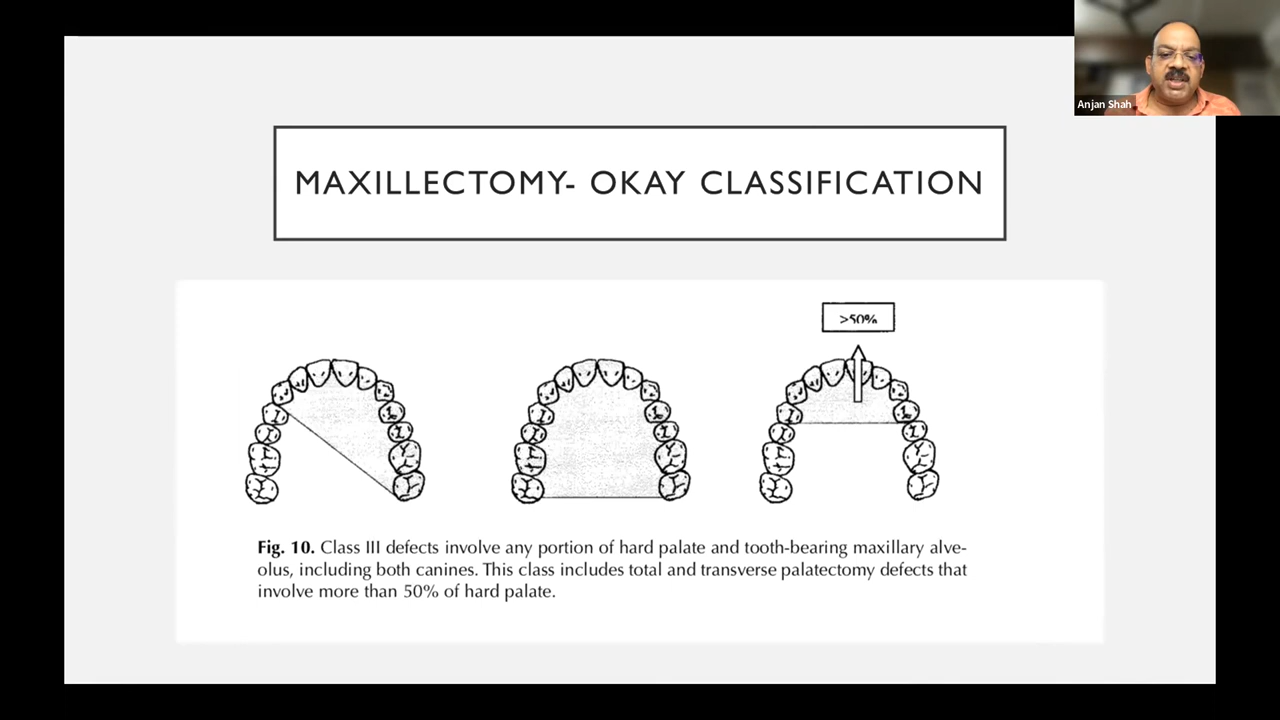 Anjan Shah
MAXILLECTOMY- OKAY CLASSIFICATION
>50%
Fig. 10. Class III defects involve any portion of hard palate and tooth-bearing maxillary alve-
olus, including both canines. This class includes total and transverse palatectomy defects that
involve more than 50% of hard palate.